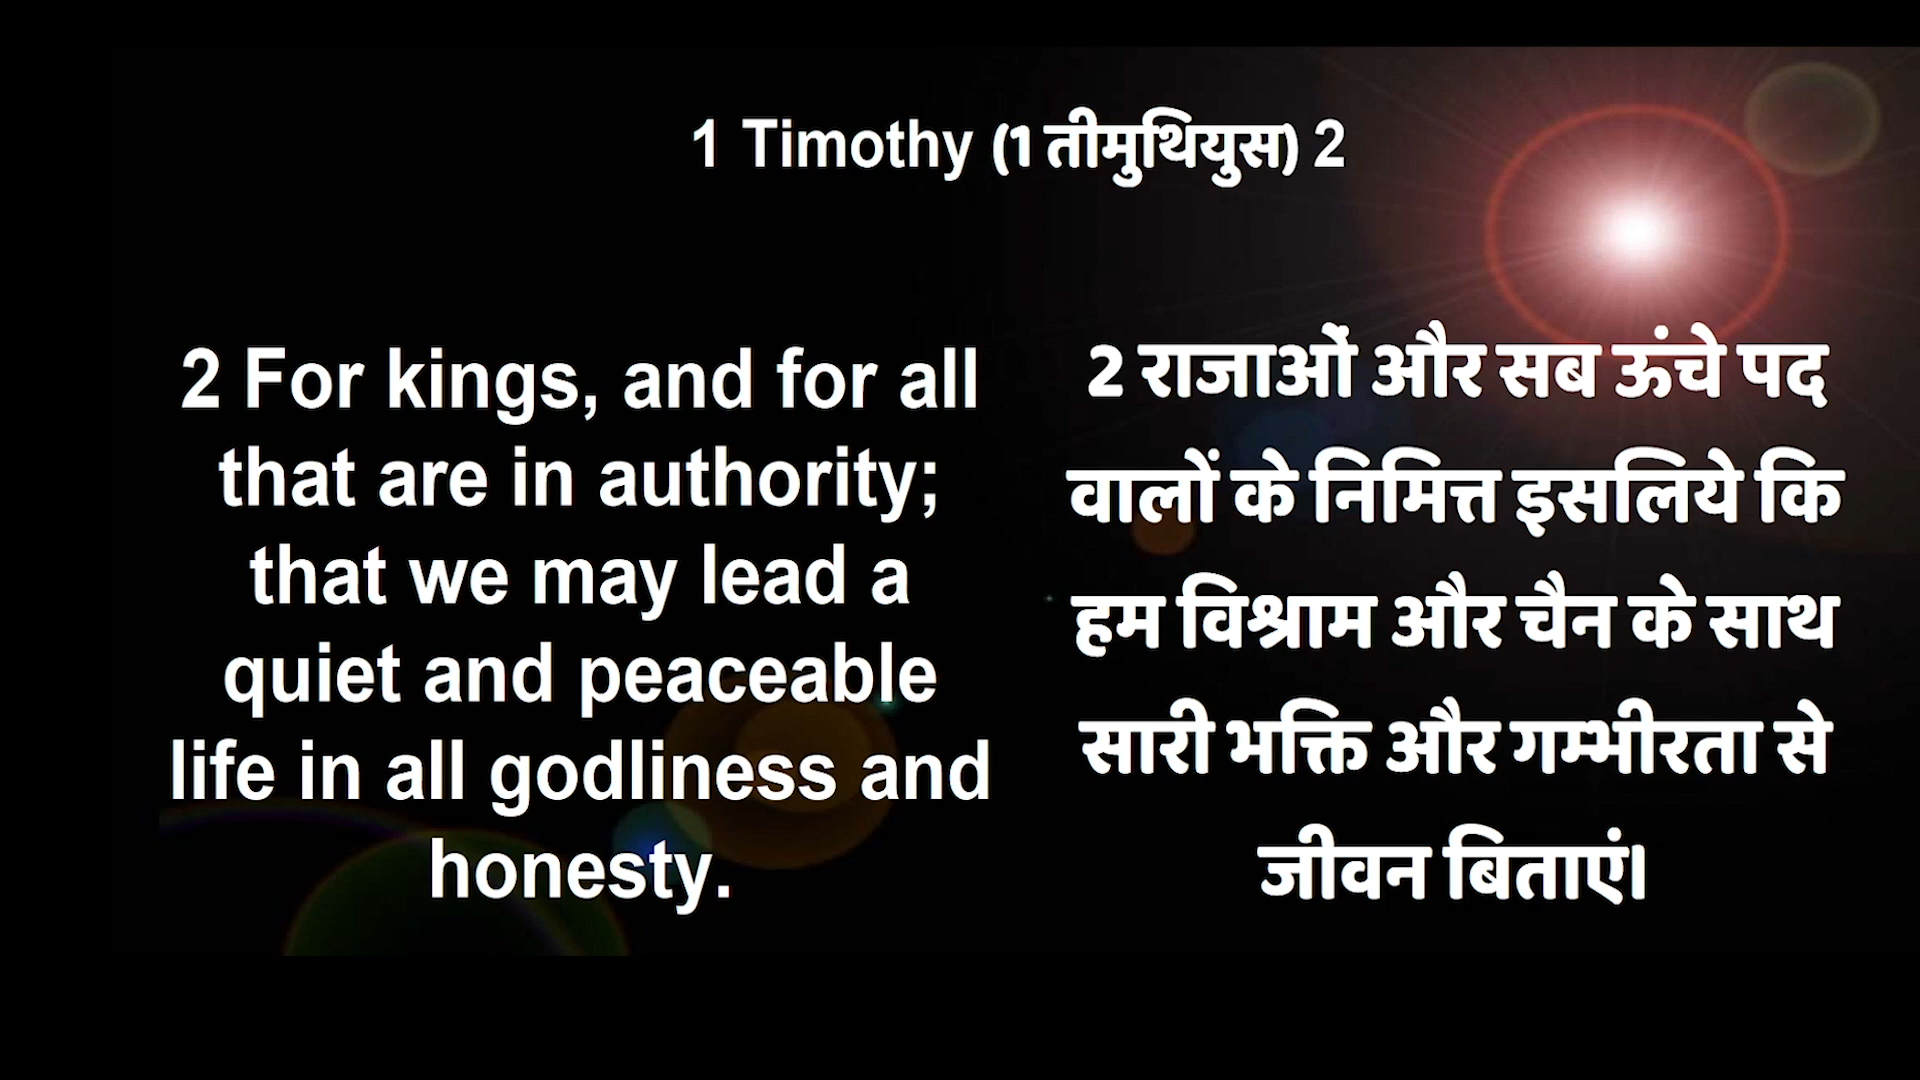 1 Timothy (1 तीमुथियुस) 2
2 For kings, and for all
that are in authority;
that we may lead a
quiet and peaceable
life in all godliness and
honesty.
2 राजाओं और सब ऊंचे पद
वालों के निमित्त इसलिये कि
हम विश्राम और चैन के साथ
सारी भक्ति और गम्भीरता से
जीवन बिताएं।